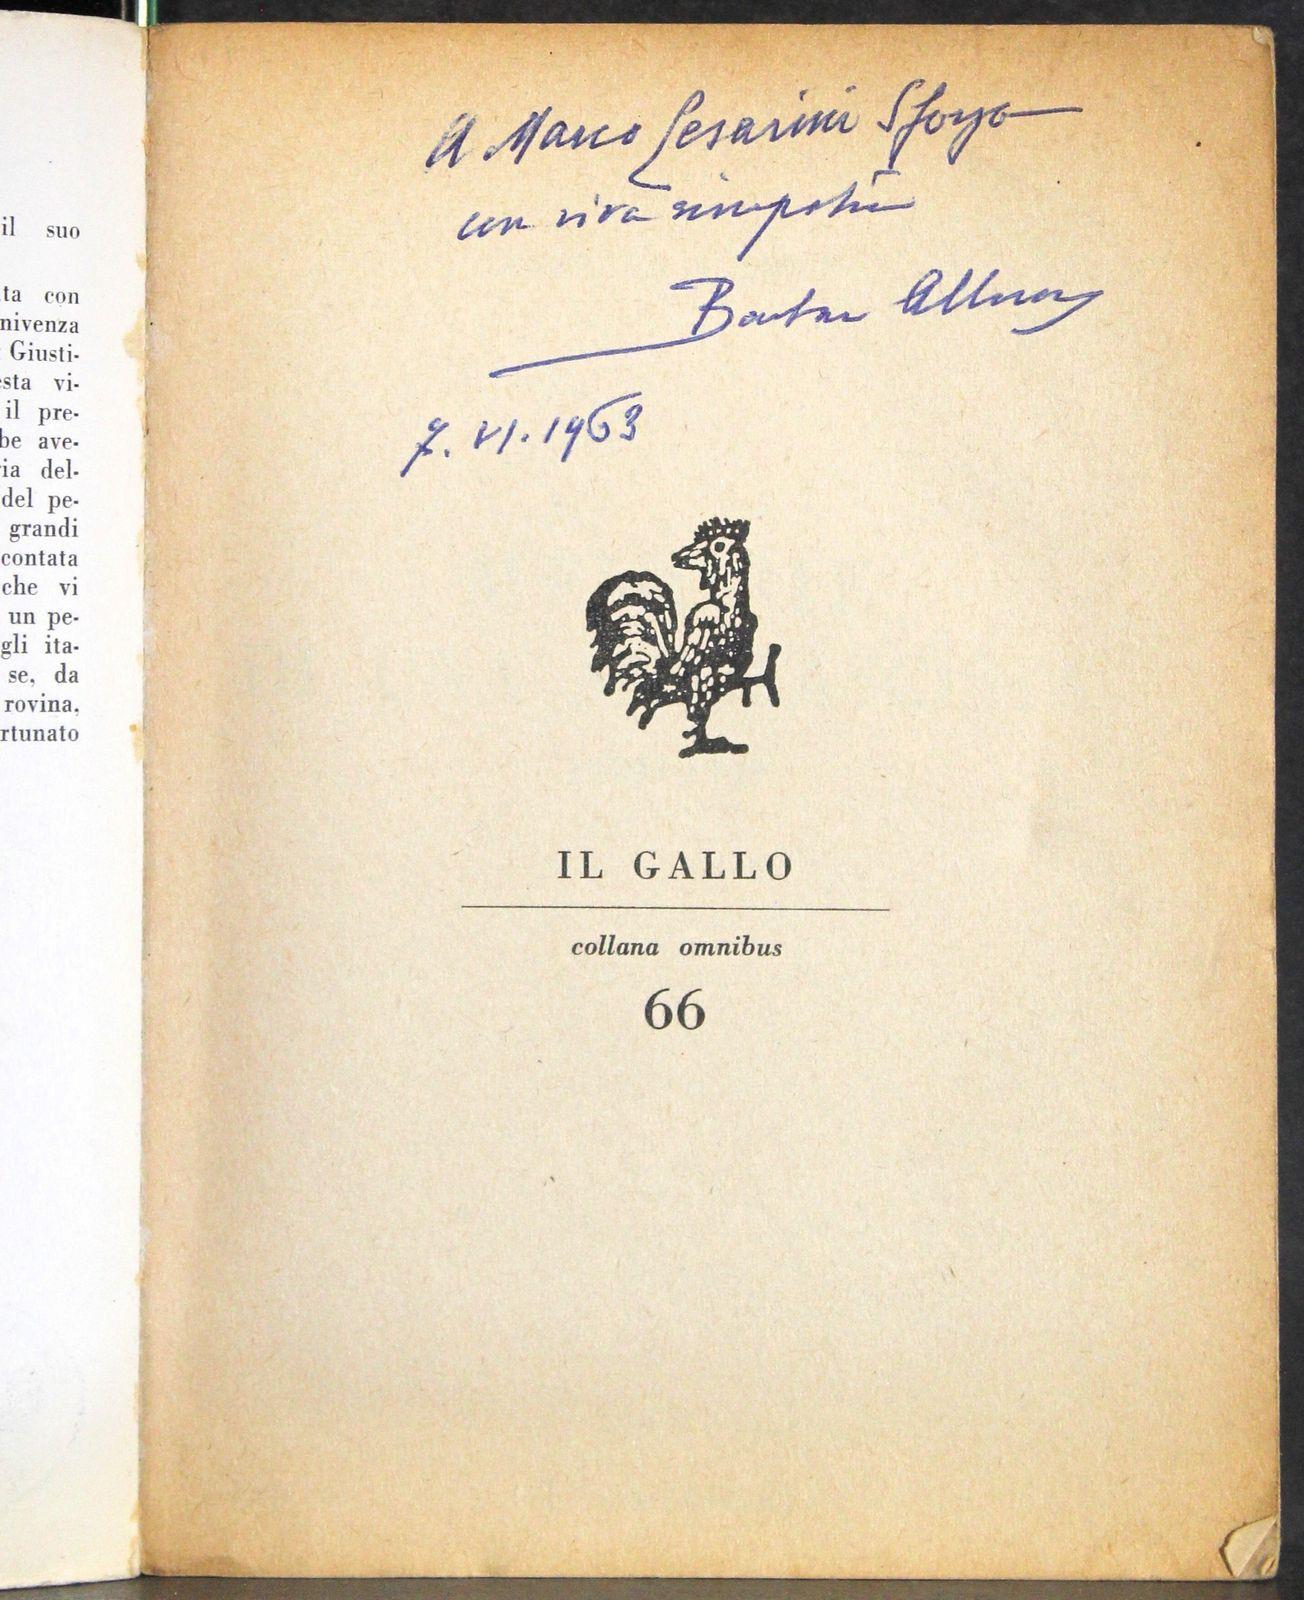 il suo
ta con
nivenza
Giusti-
esta vi-
il pre-
be ave-
ia del-
del pe-
grandi
contata
che vi
un pe-
gli ita-
se, da
rovina,
rtunato
A Marco Cesarini Sforza
con viva simpatia
7. VI. 1963
IL GALLO
collana omnibus
66